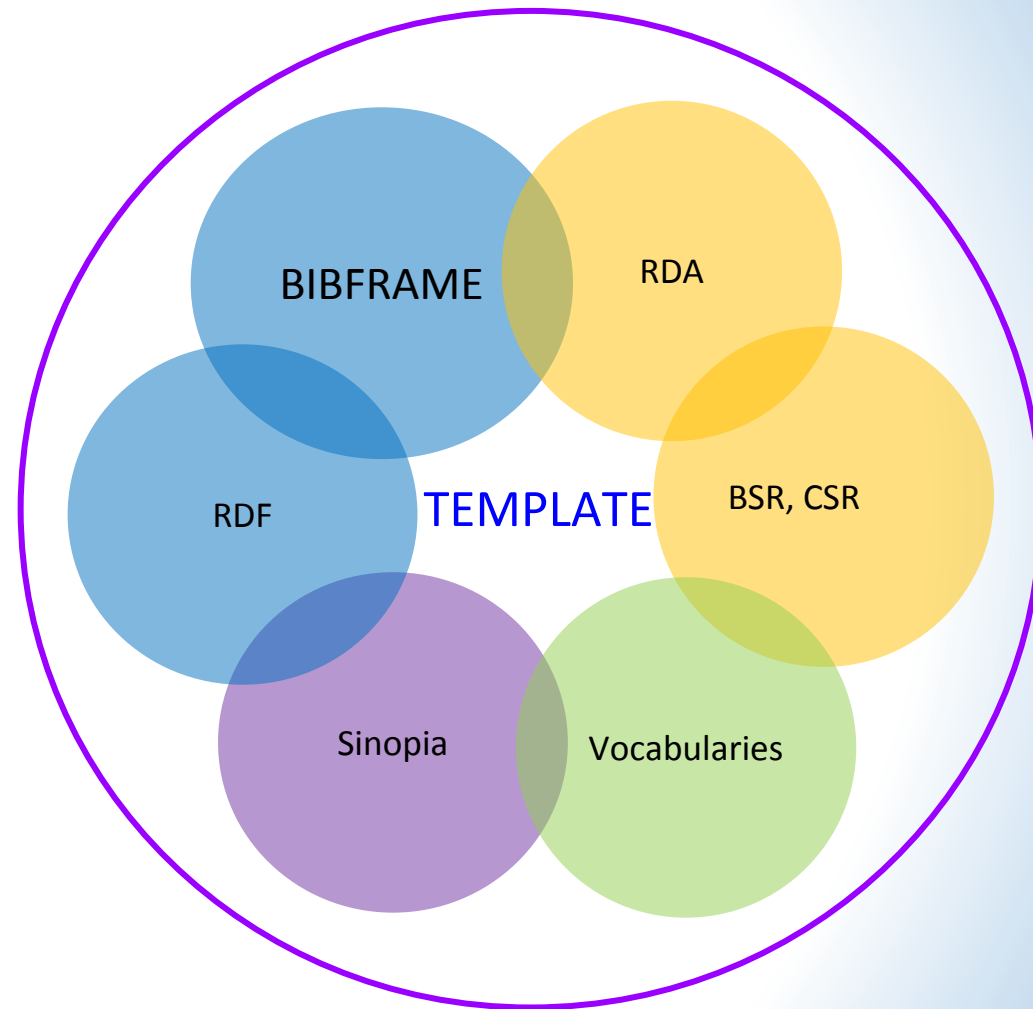 BIBFRAME
RDA
RDF
TEMPLATE
BSR, CSR
Sinopia
Vocabularies